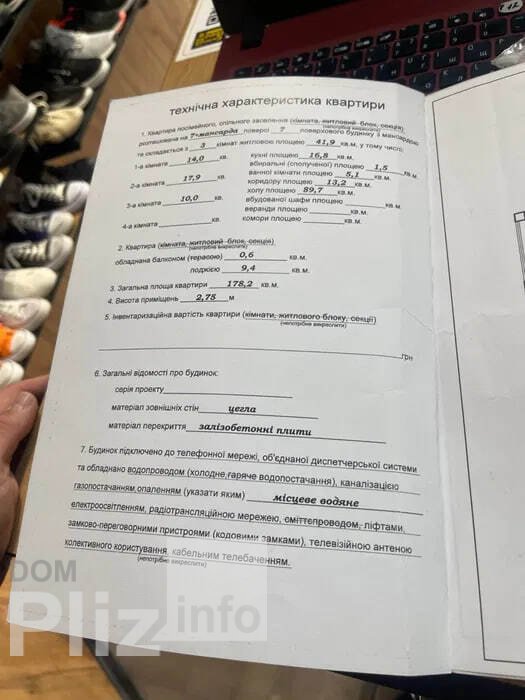 технічна характеристика квартири
1. Квартира посімейного, спільного заселення (кімната, житловий блок, секція)
(непотрібне викреслити)
розташована на 7-мансарда поверсі 7 поверхового будинку з мансардою
та складається з 3 кімнат житловою площею 41,9 кв.м, у тому числі:
1-а кімната 14,0 кв.
2-а кімната 17,9 кв.
3-а кімната 10,0 кв.
4-а кімната кв.
кухні площею 16,8 кв.м.
вбиральні (сполученої) площею 1,5 кв.м
ванної кімнати площею 5,1 кв.м.
коридору площею 13,2 кв.м.
холу площею 89,7 кв.м.
вбудованої шафи площею кв.м
веранди площею кв.м.
комори площею кв.м.
2. Квартира (кімната, житловий блок, секція)
(непотрібне викреслити)
обладнана балконом (терасою) 0,6 кв.м.
лоджією 9,4 кв.м.
3. Загальна площа квартири 178,2 кв.м.
4. Висота приміщень 2,75 м
5. Інвентаризаційна вартість квартири (кімнати, житлового блоку, секції)
(непотрібно викреслити)
грн
6. Загальні відомості про будинок:
серія проекту
матеріал зовнішніх стін цегла
матеріал перекриття залізобетонні плити
7. Будинок підключено до телефонної мережі, об'єднаної диспетчерської системи
та обладнано водопроводом (холодне,гаряче водопостачання), каналізацією
газопостачанням,опаленням (указати яким) місцеве водяне
електроосвітленням, радіотрансляційною мережею, сміттєпроводом, ліфтами,
замково-переговорними пристроями (кодовими замками), телевізійною антеною
колективного користування, кабельним телебаченням.
(непотрібно викреслити)
DOM
Pliz info